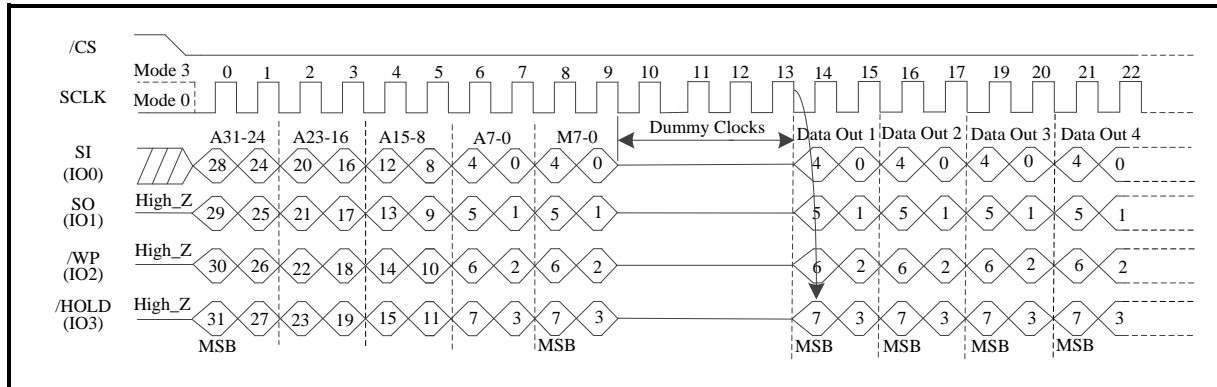 /CS
Mode 3 0 1 2 3 4 5 6 7 8 9 10 11 12 13 14 15 16 17 19 20 21 22
SCLK Mode 0
A31-24 A23-16 A15-8 A7-0 M7-0 Dummy Clocks Data Out 1 Data Out 2 Data Out 3 Data Out 4
SI
(IO0) 28 24 20 16 12 8 4 0 4 0 4 0 4 0 4 0 4 0
SO
(IO1) High_Z 29 25 21 17 13 9 5 1 5 1 5 1 5 1 5 1 5 1
/WP
(IO2) High_Z 30 26 22 18 14 10 6 2 6 2 6 2 6 2 6 2 6 2
/HOLD
(IO3) High_Z 31 27 23 19 15 11 7 3 7 3 7 3 7 3 7 3 7 3
MSB MSB MSB MSB MSB MSB